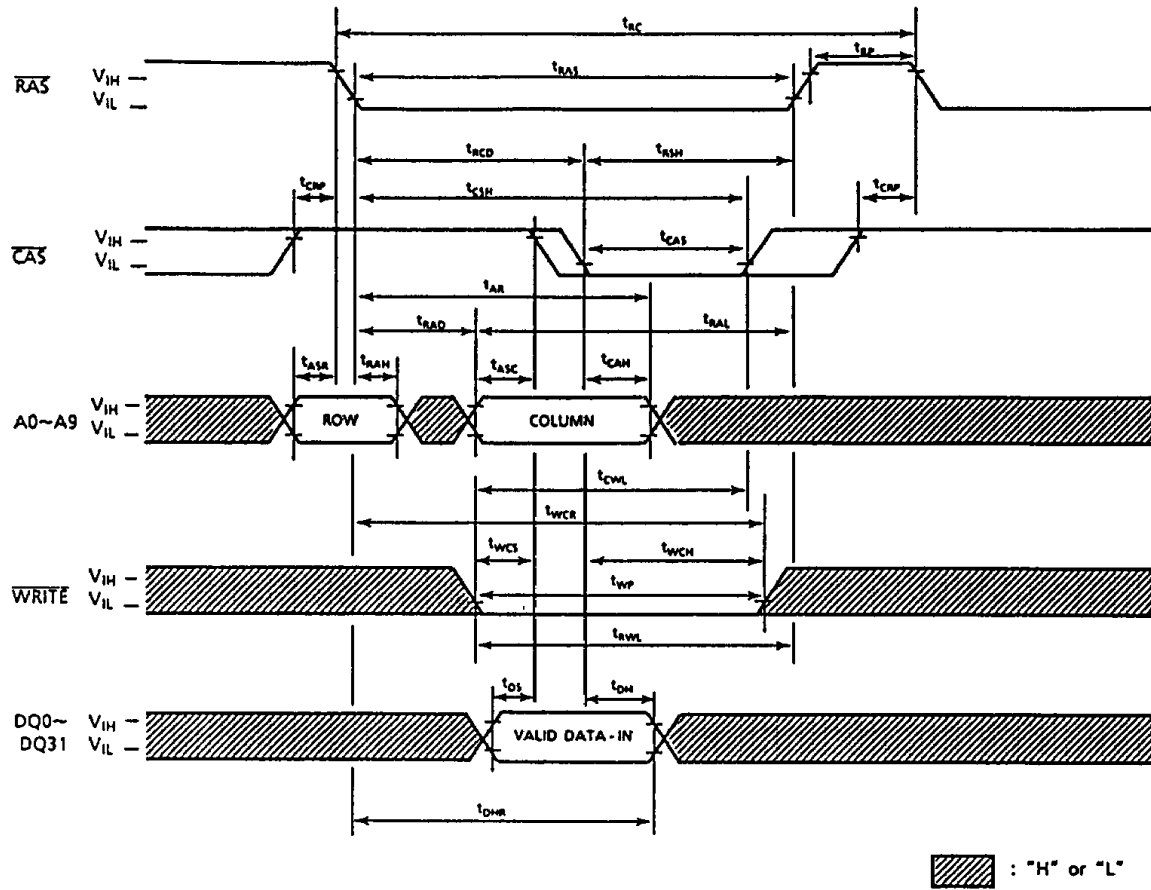 tRC
tRP
RAS
VIH
VIL
tRAS
tRCD
tRSH
tCRP
tCSH
tCRP
CAS
VIH
VIL
tCAS
tAR
tRAD
tRAL
tASR
tRAH
tASC
tCAH
A0~A9
VIH
VIL
ROW
COLUMN
tCWL
tWCR
tWCS
tWCH
WRITE
VIH
VIL
tWP
tRWL
tDS
tDH
DQ0~
DQ31
VIH
VIL
VALID DATA-IN
tDHR
: "H" or "L"